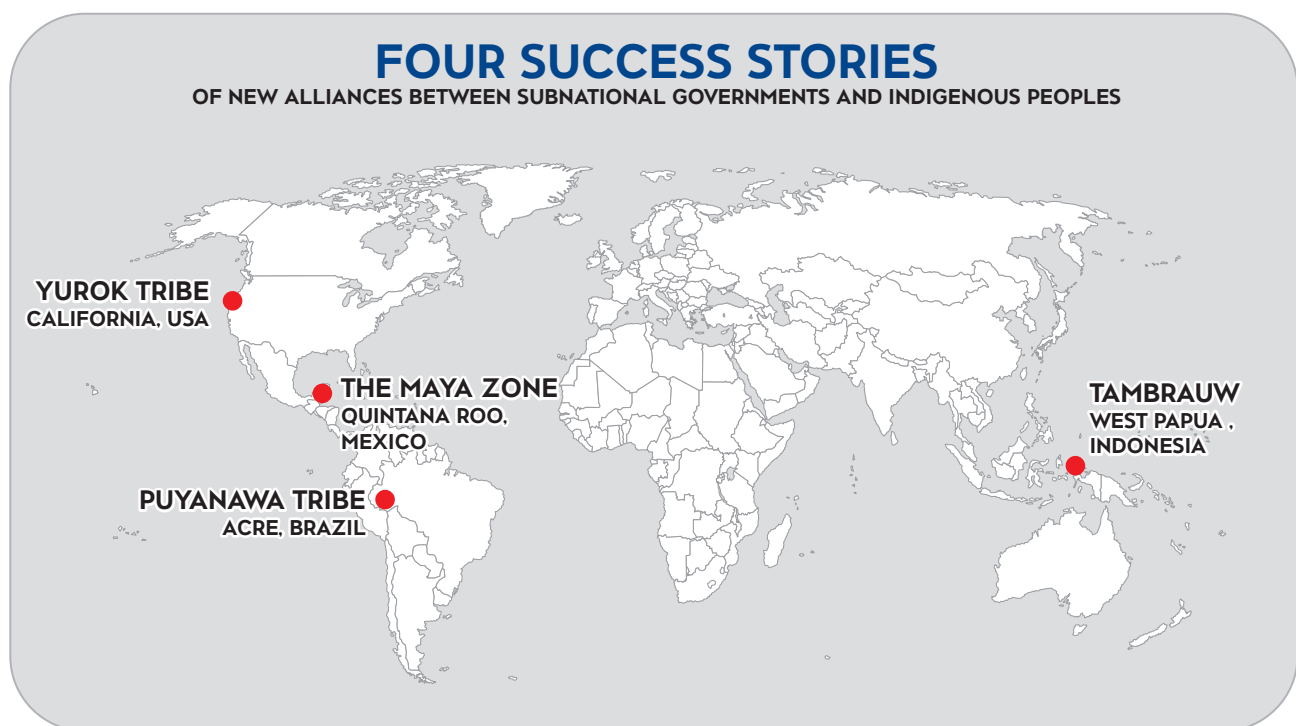 FOUR SUCCESS STORIES
OF NEW ALLIANCES BETWEEN SUBNATIONAL GOVERNMENTS AND INDIGENOUS PEOPLES
YUROK TRIBE
CALIFORNIA, USA
THE MAYA ZONE
QUINTANA ROO,
MEXICO
TAMBRAUW
WEST PAPUA ,
INDONESIA
PUYANAWA TRIBE
ACRE, BRAZIL